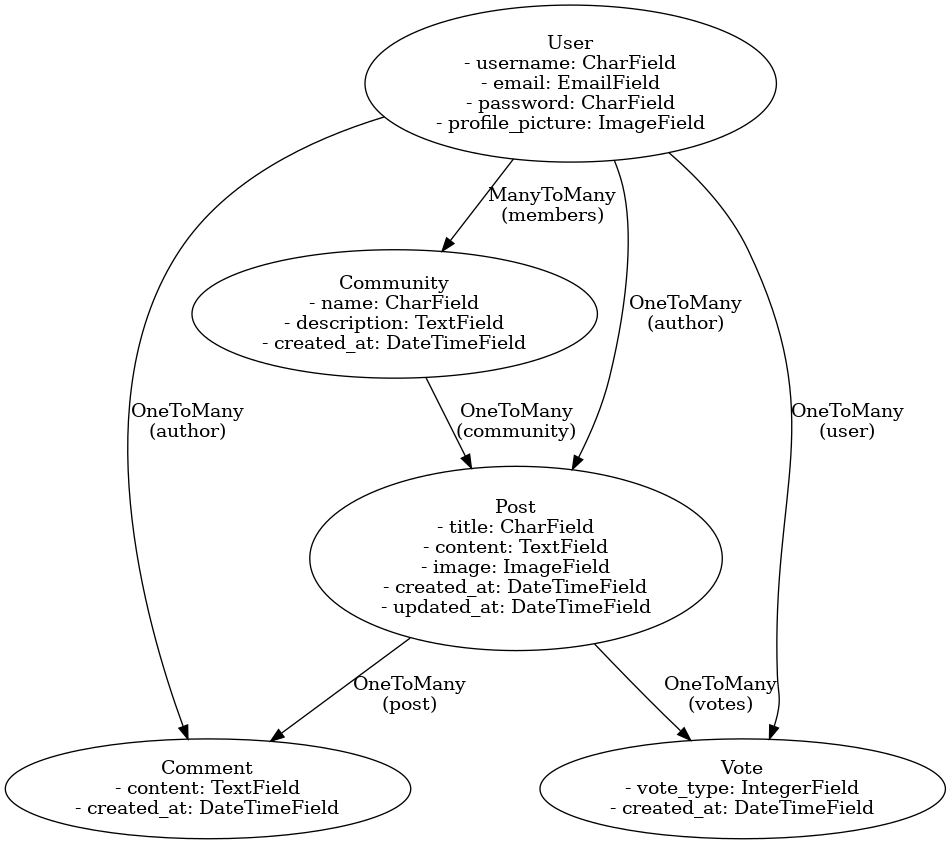 User
- username: CharField
- email: EmailField
- password: CharField
- profile_picture: ImageField
ManyToMany
(members)
Community
- name: CharField
- description: TextField
- created_at: DateTimeField
OneToMany
(author)
OneToMany
(author)
OneToMany
(community)
OneToMany
(user)
Post
- title: CharField
- content: TextField
- image: ImageField
- created_at: DateTimeField
- updated_at: DateTimeField
OneToMany
(post)
OneToMany
(votes)
Comment
- content: TextField
- created_at: DateTimeField
Vote
- vote_type: IntegerField
- created_at: DateTimeField